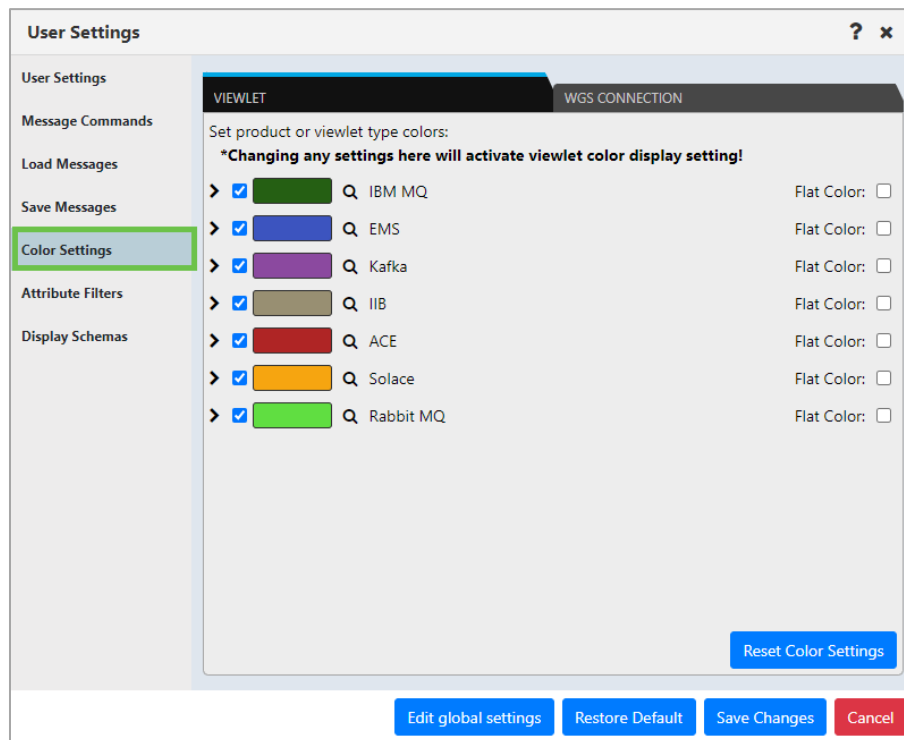 User Settings
?
User Settings
Message Commands
Load Messages
Save Messages
Color Settings
Attribute Filters
Display Schemas
VIEWLET
WGS CONNECTION
Set product or viewlet type colors:
*Changing any settings here will activate viewlet color display setting!
IBM MQ Flat Color:
EMS Flat Color:
Kafka Flat Color:
IIB Flat Color:
ACE Flat Color:
Solace Flat Color:
Rabbit MQ Flat Color:
Reset Color Settings
Edit global settings
Restore Default
Save Changes
Cancel